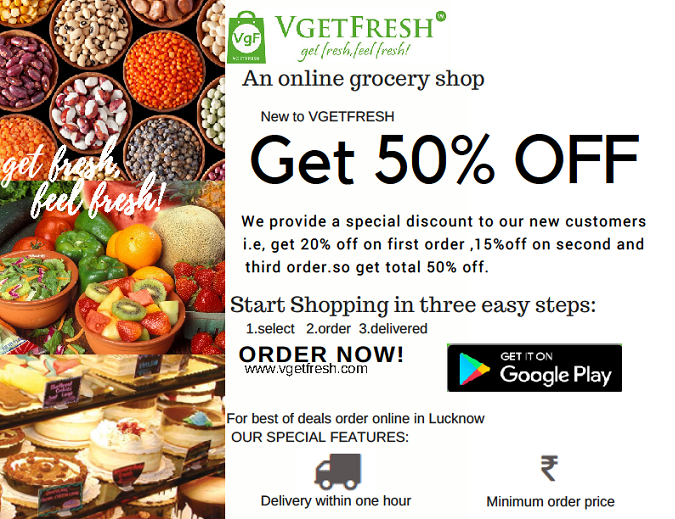 VgF
VGETFRESH
VGETFRESH
TM
get fresh, feel fresh!
An online grocery shop
New to VGETFRESH
Get 50% OFF
get fresh,
feel fresh!
We provide a special discount to our new customers
i.e, get 20% off on first order ,15%off on second and
third order.so get total 50% off.
Start Shopping in three easy steps:
1.select 2.order 3.delivered
ORDER NOW!
www.vgetfresh.com
GET IT ON
Google Play
For best of deals order online in Lucknow
OUR SPECIAL FEATURES:
₹
Delivery within one hour
Minimum order price